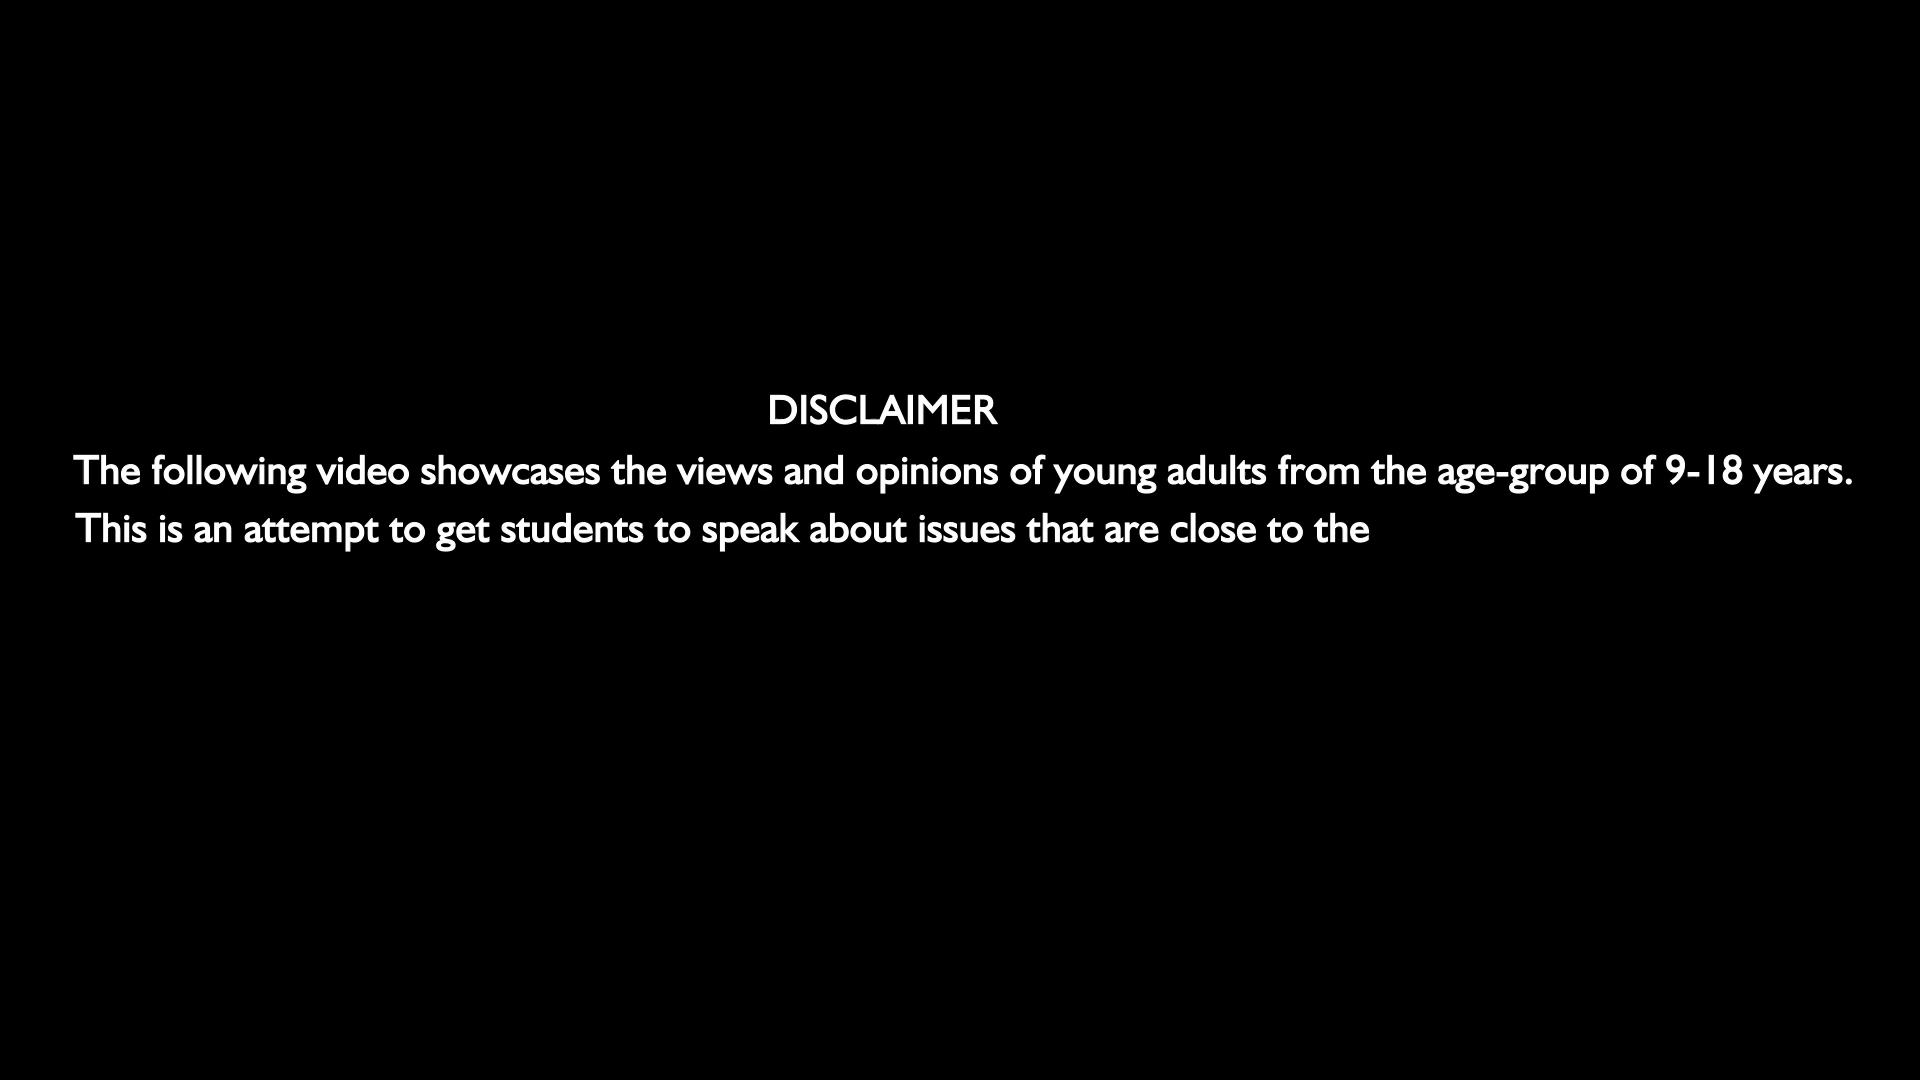 DISCLAIMER
The following video showcases the views and opinions of young adults from the age-group of 9-18 years.
This is an attempt to get students to speak about issues that are close to the